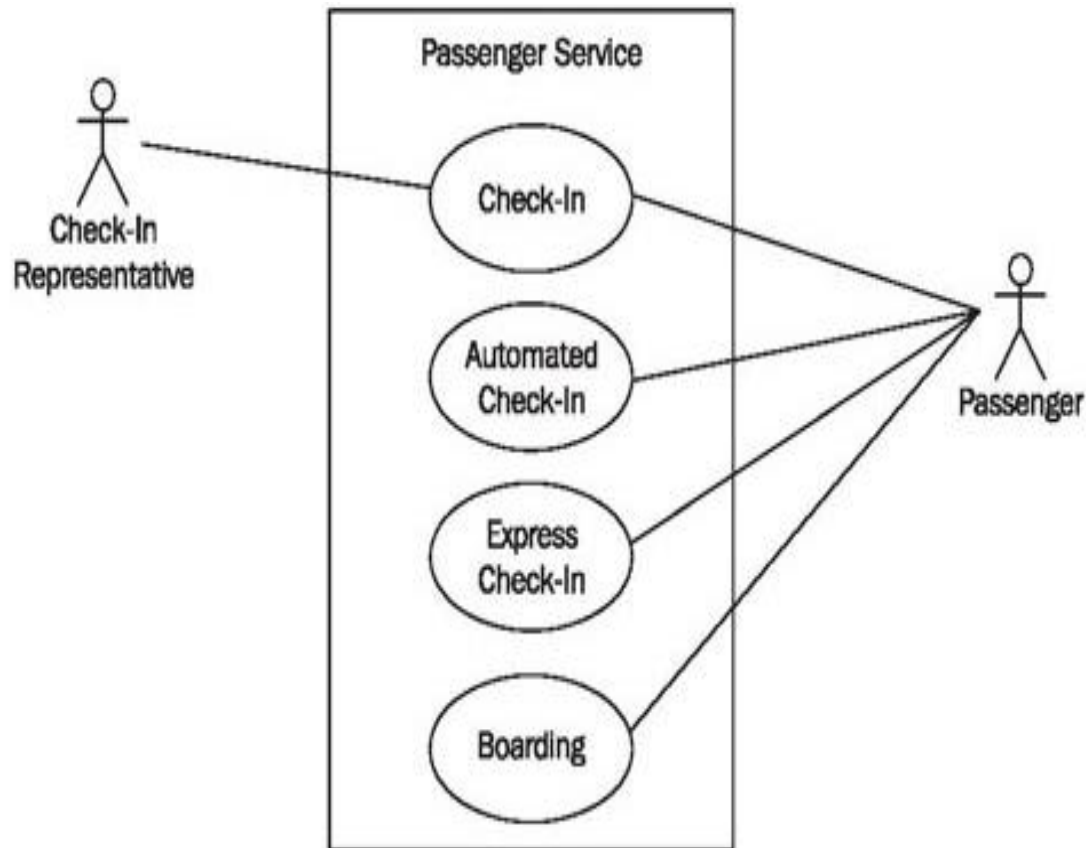 Passenger Service
Check-In
Representative
Check-In
Automated
Check-In
Express
Check-In
Boarding
Passenger